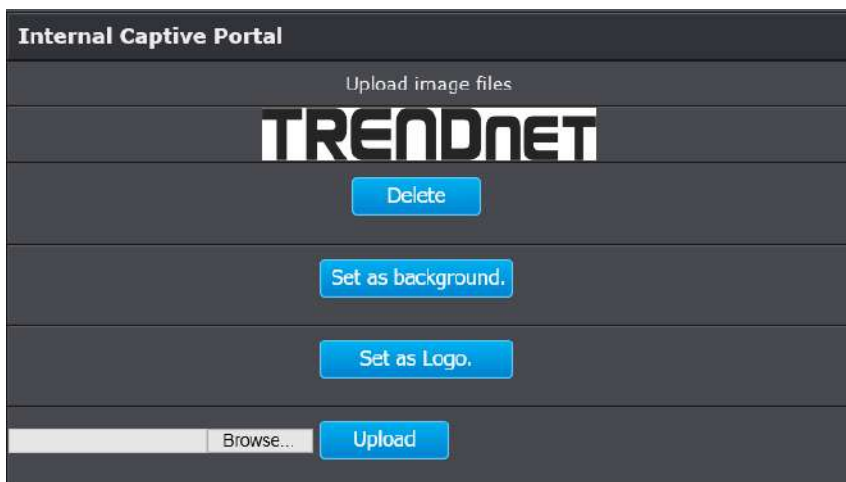 Internal Captive Portal
Upload image files
TRENDNET
Delete
Set as background.
Set as Logo.
Browse... Upload